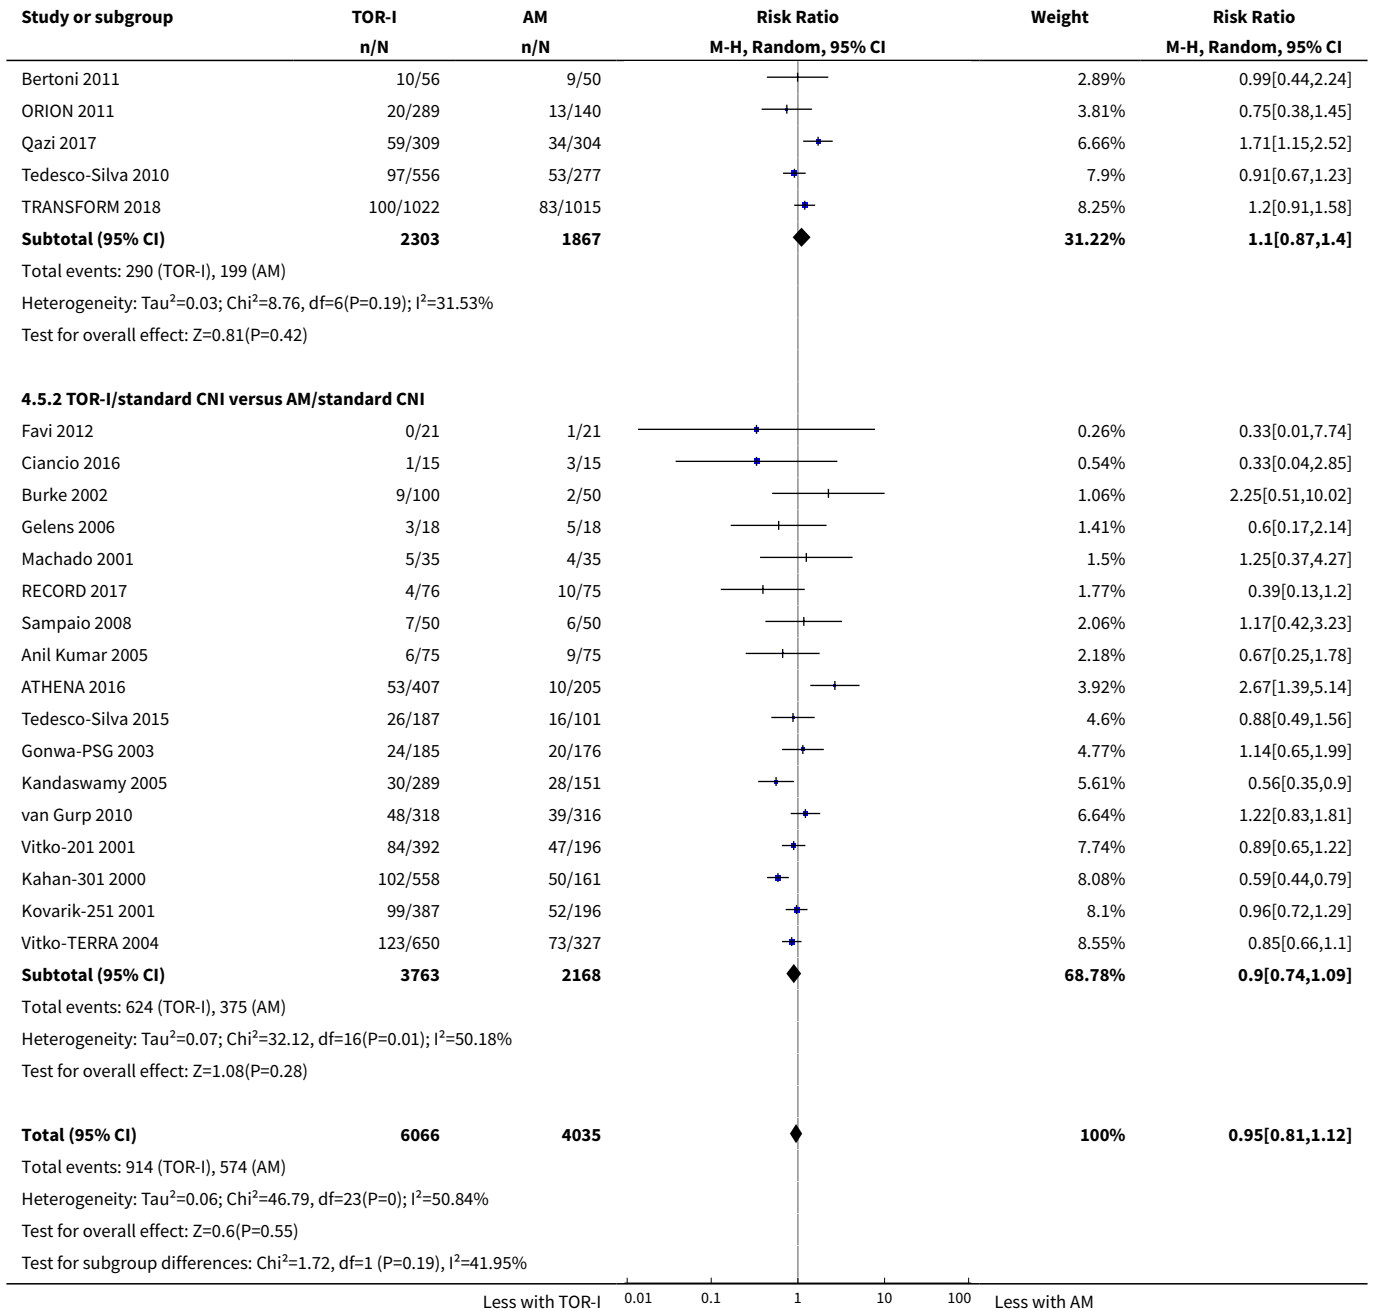 Study or subgroup TOR-I AM Risk Ratio Weight Risk Ratio
n/N n/N M-H, Random, 95% CI M-H, Random, 95% CI
Bertoni 2011 10/56 9/50 2.89% 0.99[0.44,2.24]
ORION 2011 20/289 13/140 3.81% 0.75[0.38,1.45]
Qazi 2017 59/309 34/304 6.66% 1.71[1.15,2.52]
Tedesco-Silva 2010 97/556 53/277 7.9% 0.91[0.67,1.23]
TRANSFORM 2018 100/1022 83/1015 8.25% 1.2[0.91,1.58]
Subtotal (95% CI) 2303 1867 31.22% 1.1[0.87,1.4]
Total events: 290 (TOR-I), 199 (AM)
Heterogeneity: Tau²=0.03; Chi²=8.76, df=6(P=0.19); I²=31.53%
Test for overall effect: Z=0.81(P=0.42)
4.5.2 TOR-I/standard CNI versus AM/standard CNI
Favi 2012 0/21 1/21 0.26% 0.33[0.01,7.74]
Ciancio 2016 1/15 3/15 0.54% 0.33[0.04,2.85]
Burke 2002 9/100 2/50 1.06% 2.25[0.51,10.02]
Gelens 2006 3/18 5/18 1.41% 0.6[0.17,2.14]
Machado 2001 5/35 4/35 1.5% 1.25[0.37,4.27]
RECORD 2017 4/76 10/75 1.77% 0.39[0.13,1.2]
Sampaio 2008 7/50 6/50 2.06% 1.17[0.42,3.23]
Anil Kumar 2005 6/75 9/75 2.18% 0.67[0.25,1.78]
ATHENA 2016 53/407 10/205 3.92% 2.67[1.39,5.14]
Tedesco-Silva 2015 26/187 16/101 4.6% 0.88[0.49,1.56]
Gonwa-PSG 2003 24/185 20/176 4.77% 1.14[0.65,1.99]
Kandaswamy 2005 30/289 28/151 5.61% 0.56[0.35,0.9]
van Gurp 2010 48/318 39/316 6.64% 1.22[0.83,1.81]
Vitko-201 2001 84/392 47/196 7.74% 0.89[0.65,1.22]
Kahan-301 2000 102/558 50/161 8.08% 0.59[0.44,0.79]
Kovarik-251 2001 99/387 52/196 8.1% 0.96[0.72,1.29]
Vitko-TERRA 2004 123/650 73/327 8.55% 0.85[0.66,1.1]
Subtotal (95% CI) 3763 2168 68.78% 0.9[0.74,1.09]
Total events: 624 (TOR-I), 375 (AM)
Heterogeneity: Tau²=0.07; Chi²=32.12, df=16(P=0.01); I²=50.18%
Test for overall effect: Z=1.08(P=0.28)
Total (95% CI) 6066 4035 100% 0.95[0.81,1.12]
Total events: 914 (TOR-I), 574 (AM)
Heterogeneity: Tau²=0.06; Chi²=46.79, df=23(P=0); I²=50.84%
Test for overall effect: Z=0.6(P=0.55)
Test for subgroup differences: Chi²=1.72, df=1 (P=0.19), I²=41.95%
Less with TOR-I 0.01 0.1 1 10 100 Less with AM